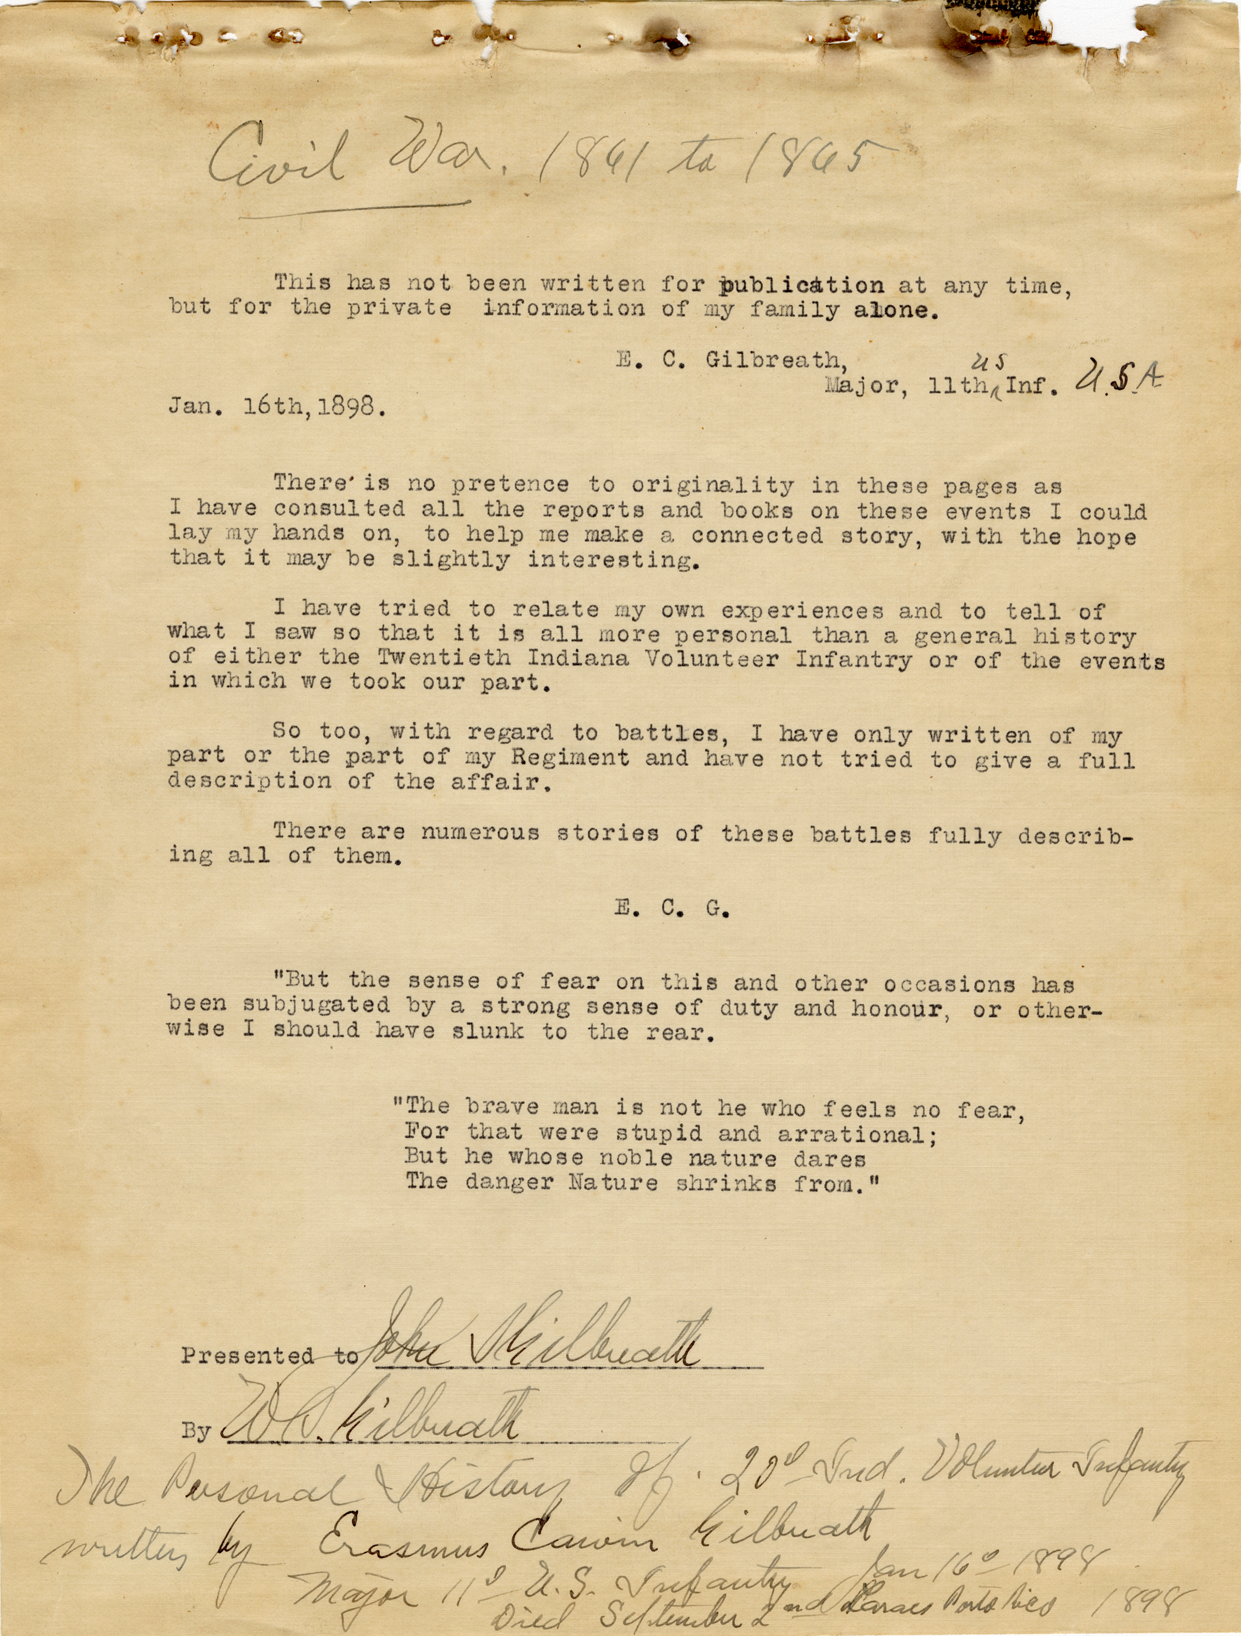 Civil War. 1861 to 1865
This has not been written for publication at any time,
but for the private information of my family alone.
E. C. Gilbreath,
US
Major, 11th Inf. U.S.A
Jan. 16th, 1898.
There is no pretence to originality in these pages as
I have consulted all the reports and books on these events I could
lay my hands on, to help me make a connected story, with the hope
that it may be slightly interesting.
I have tried to relate my own experiences and to tell of
what I saw so that it is all more personal than a general history
of either the Twentieth Indiana Volunteer Infantry or of the events
in which we took our part.
So too, with regard to battles, I have only written of my
part or the part of my Regiment and have not tried to give a full
description of the affair.
There are numerous stories of these battles fully describ-
ing all of them.
E. C. G.
"But the sense of fear on this and other occasions has
been subjugated by a strong sense of duty and honour, or other-
wise I should have slunk to the rear.
"The brave man is not he who feels no fear,
For that were stupid and arrational;
But he whose noble nature dares
The danger Nature shrinks from."
Presented to John Gilbreath
By W.S. Gilbreath
The Personal History of 20th Ind. Volunteer Infantry
written by Erasmus Corwin Gilbreath
Major 11th U.S. Infantry Jan 16th 1898
Died September 2nd Porto Rico 1898